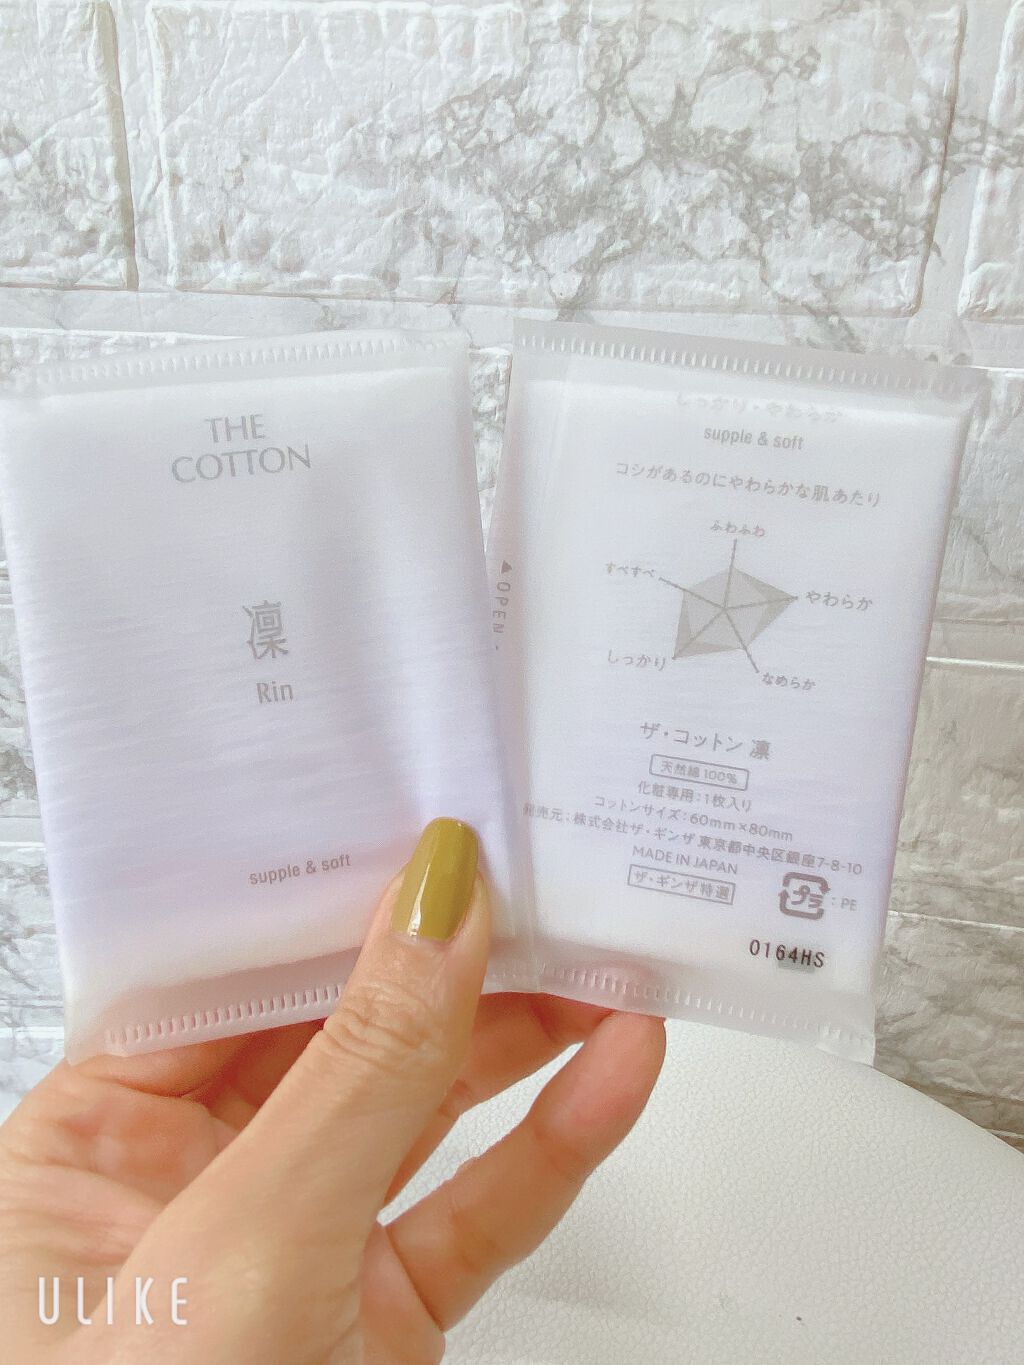 THE
COTTON
凛
Rin
supple & soft
▲OPEN
しっかり・やわらか
supple & soft
コシがあるのにやわらかな肌あたり
ふわふわ
すべすべ
やわらか
しっかり
なめらか
ザ・コットン 凛
天然綿100%
化粧専用:1枚入り
コットンサイズ:60mm×80mm
発売元:株式会社ザ・ギンザ 東京都中央区銀座7-8-10
MADE IN JAPAN
ザ・ギンザ特選
プラ:PE
0164HS
ULIKE